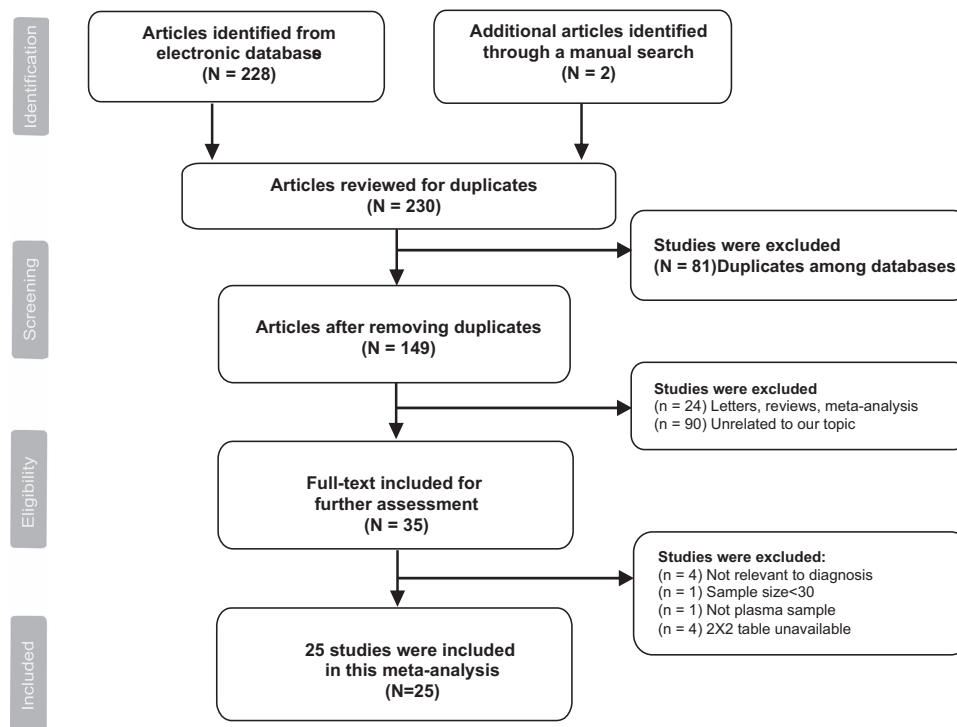 Identification
Articles identified from
electronic databases
(N = 228)
Additional articles identified
through a manual search
(N = 2)
Articles reviewed for duplicates
(N = 230)
Studies were excluded
(N = 81)Duplicates among databases
Screening
Articles after removing duplicates
(N = 149)
Studies were excluded
(n = 24) Letters, reviews, meta-analysis
(n = 90) Unrelated to our topic
Eligibility
Full-text included for
further assessment
(N = 35)
Studies were excluded:
(n = 4) Not relevant to diagnosis
(n = 1) Sample size<30
(n = 1) Not plasma sample
(n = 4) 2X2 table unavailable
Included
25 studies were included
in this meta-analysis
(N=25)